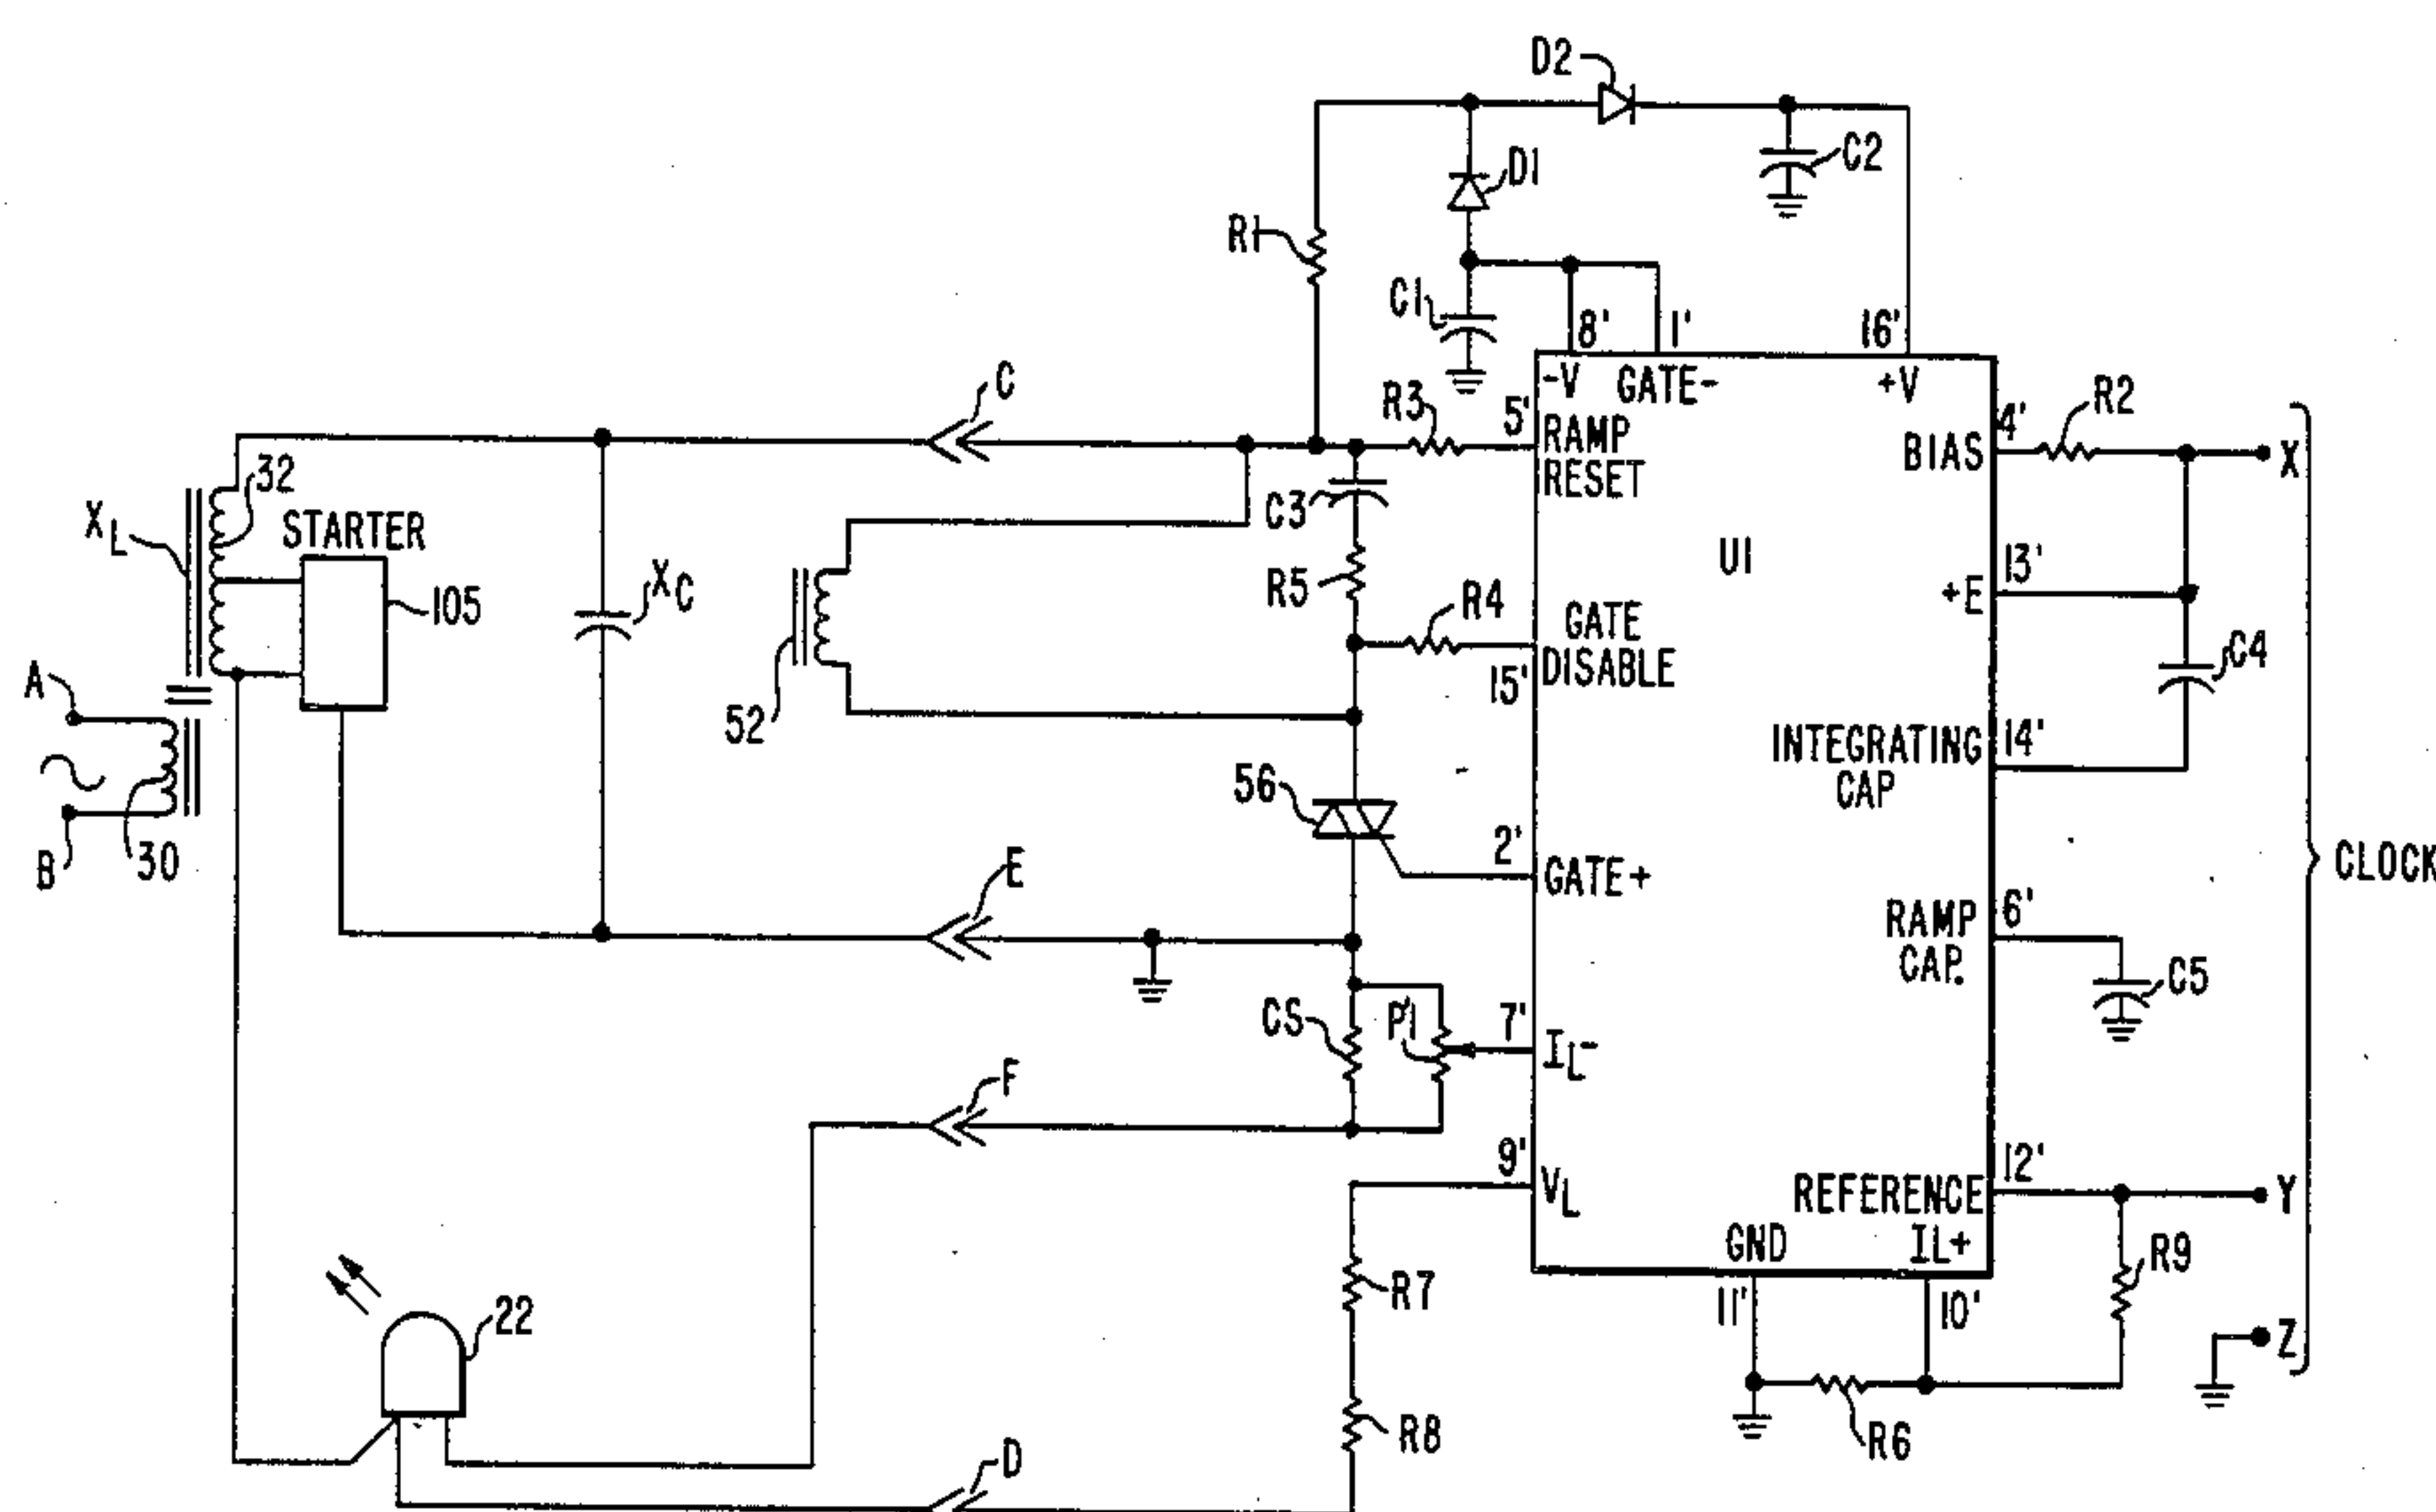 D2
C2
D1
R1
C1
8'
1'
16'
-V
GATE-
+V
C
R3
5'
RAMP
RESET
4'
R2
BIAS
X
32
XL
STARTER
105
XC
C3
R5
R4
U1
13'
+E
GATE
DISABLE
15'
C4
A
B
30
52
56
INTEGRATING
CAP
14'
2'
GATE+
CLOCK
E
RAMP
CAP.
6'
C5
CS
P1
7'
IL-
F
9'
VL
REFERENCE
12'
Y
GND
IL+
R9
R7
11'
10'
22
Z
R8
R6
D